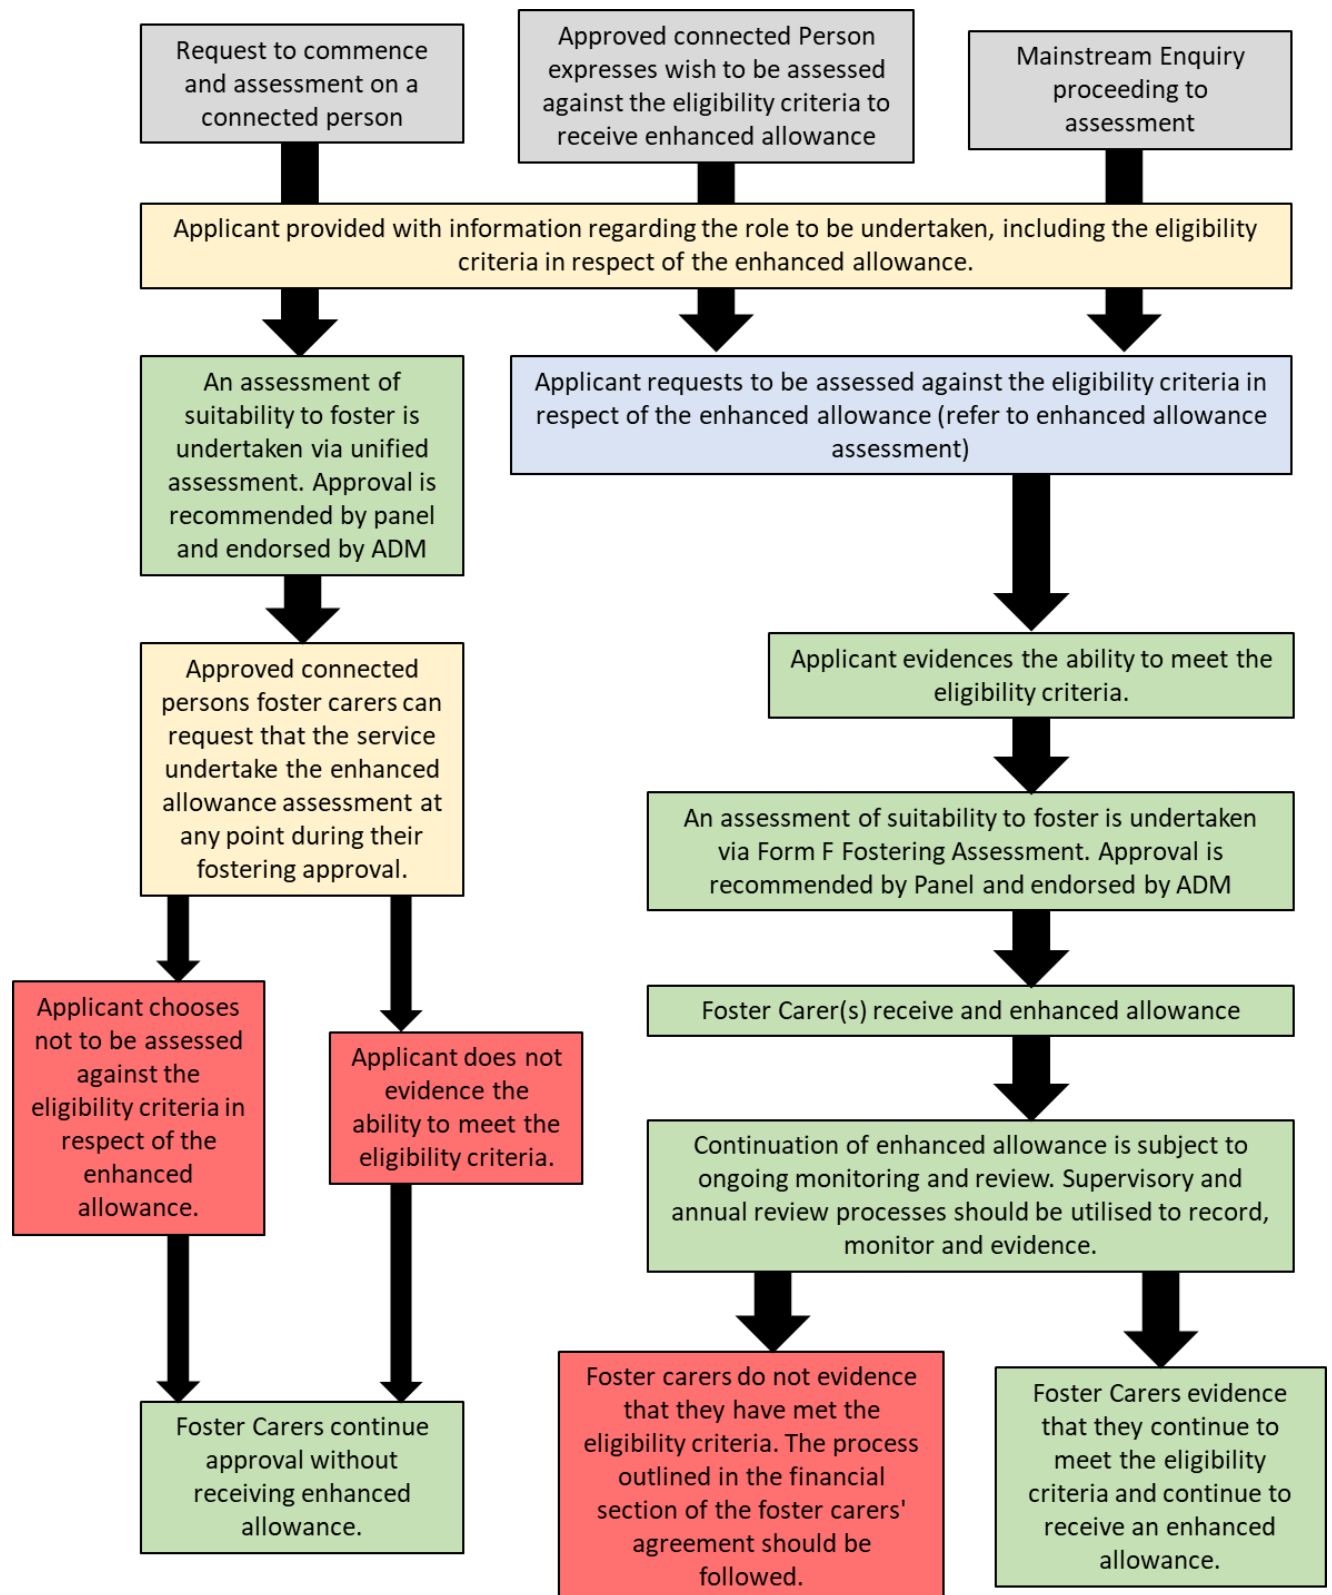 Request to commence
and assessment on a
connected person
Approved connected Person
expresses wish to be assessed
against the eligibility criteria to
receive enhanced allowance
Mainstream Enquiry
proceeding to
assessment
Applicant provided with information regarding the role to be undertaken, including the eligibility
criteria in respect of the enhanced allowance.
An assessment of
suitability to foster is
undertaken via unified
assessment. Approval is
recommended by panel
and endorsed by ADM
Applicant requests to be assessed against the eligibility criteria in
respect of the enhanced allowance (refer to enhanced allowance
assessment)
Approved connected
persons foster carers can
request that the service
undertake the enhanced
allowance assessment at
any point during their
fostering approval.
Applicant evidences the ability to meet the
eligibility criteria.
An assessment of suitability to foster is undertaken
via Form F Fostering Assessment. Approval is
recommended by Panel and endorsed by ADM
Applicant chooses
not to be assessed
against the
eligibility criteria in
respect of the
enhanced
allowance.
Applicant does not
evidence the
ability to meet the
eligibility criteria.
Foster Carer(s) receive and enhanced allowance
Continuation of enhanced allowance is subject to
ongoing monitoring and review. Supervisory and
annual review processes should be utilised to record,
monitor and evidence.
Foster Carers continue
approval without
receiving enhanced
allowance.
Foster carers do not evidence
that they have met the
eligibility criteria. The process
outlined in the financial
section of the foster carers'
agreement should be
followed.
Foster Carers evidence
that they continue to
meet the eligibility
criteria and continue to
receive an enhanced
allowance.